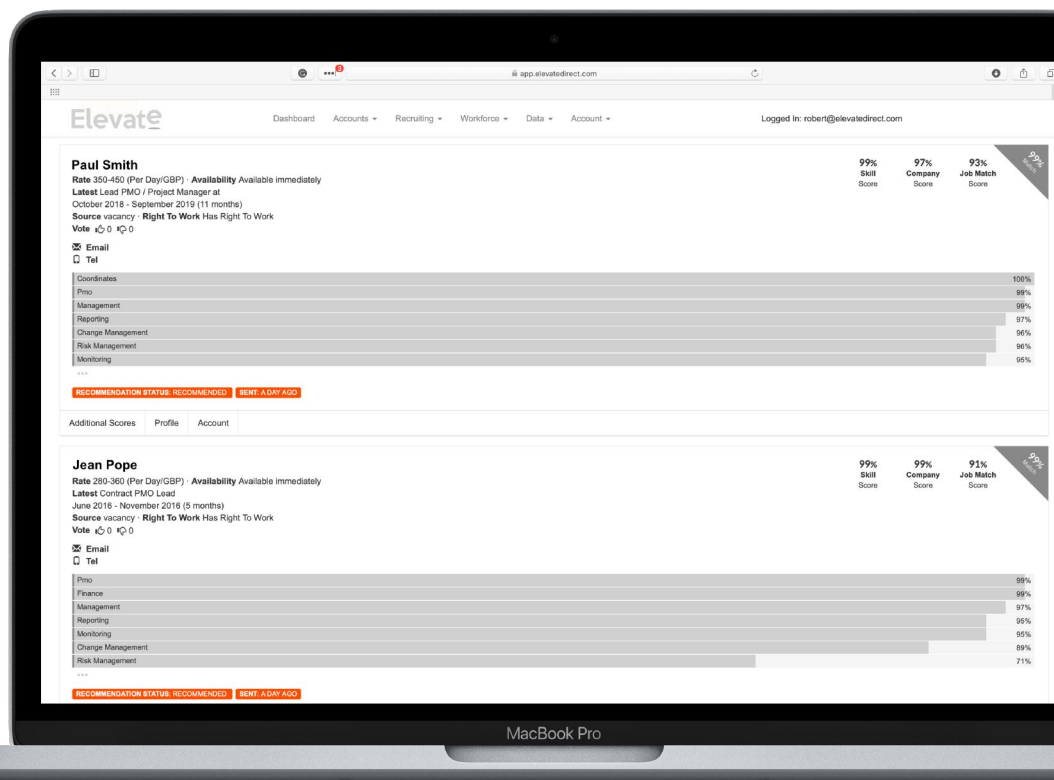 3
app.elevatedirect.com
Elevate
Dashboard Accounts Recruiting Workforce Data Account Logged In: robert@elevatedirect.com
Paul Smith
Rate 350-450 (Per Day/GBP) · Availability Available immediately
Latest Lead PMO / Project Manager at
October 2018 - September 2019 (11 months)
Source vacancy · Right To Work Has Right To Work
Vote 0 0
Email
Tel
99% 97% 93%
Skill Company Job Match
Score Score Score
99%
Match
Coordinates 100%
Pmo 99%
Management 99%
Reporting 97%
Change Management 96%
Risk Management 96%
Monitoring 95%
...
RECOMMENDATION STATUS: RECOMMENDED SENT: A DAY AGO
Additional Scores Profile Account
Jean Pope
Rate 280-360 (Per Day/GBP) · Availability Available immediately
Latest Contract PMO Lead
June 2016 - November 2016 (5 months)
Source vacancy · Right To Work Has Right To Work
Vote 0 0
Email
Tel
99% 99% 91%
Skill Company Job Match
Score Score Score
99%
Match
Pmo 99%
Finance 99%
Management 97%
Reporting 95%
Monitoring 95%
Change Management 89%
Risk Management 71%
...
RECOMMENDATION STATUS: RECOMMENDED SENT: A DAY AGO
MacBook Pro